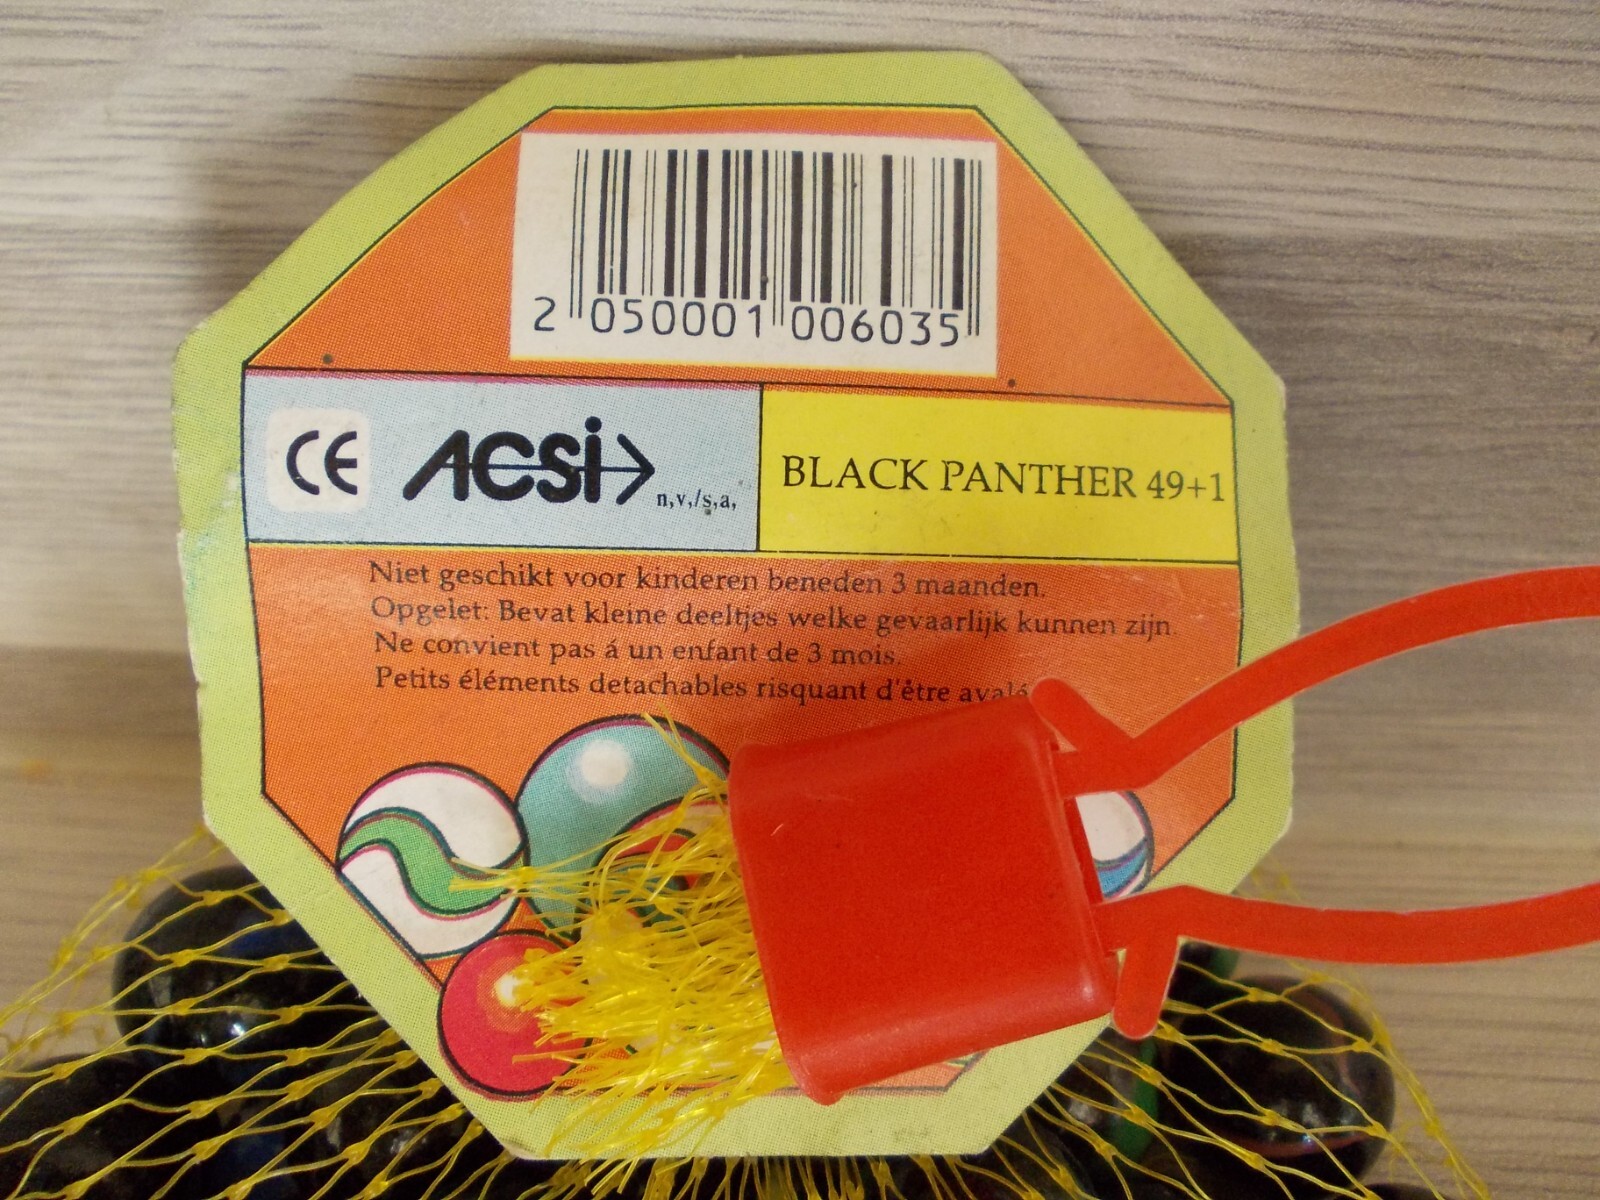 2 050001 006035
CE ACSi n,v,/s,a,
BLACK PANTHER 49+1
Niet geschikt voor kinderen beneden 3 maanden.
Opgelet: Bevat kleine deeltjes welke gevaarlijk kunnen zijn.
Ne convient pas á un enfant de 3 mois.
Petits éléments detachables risquant d'être